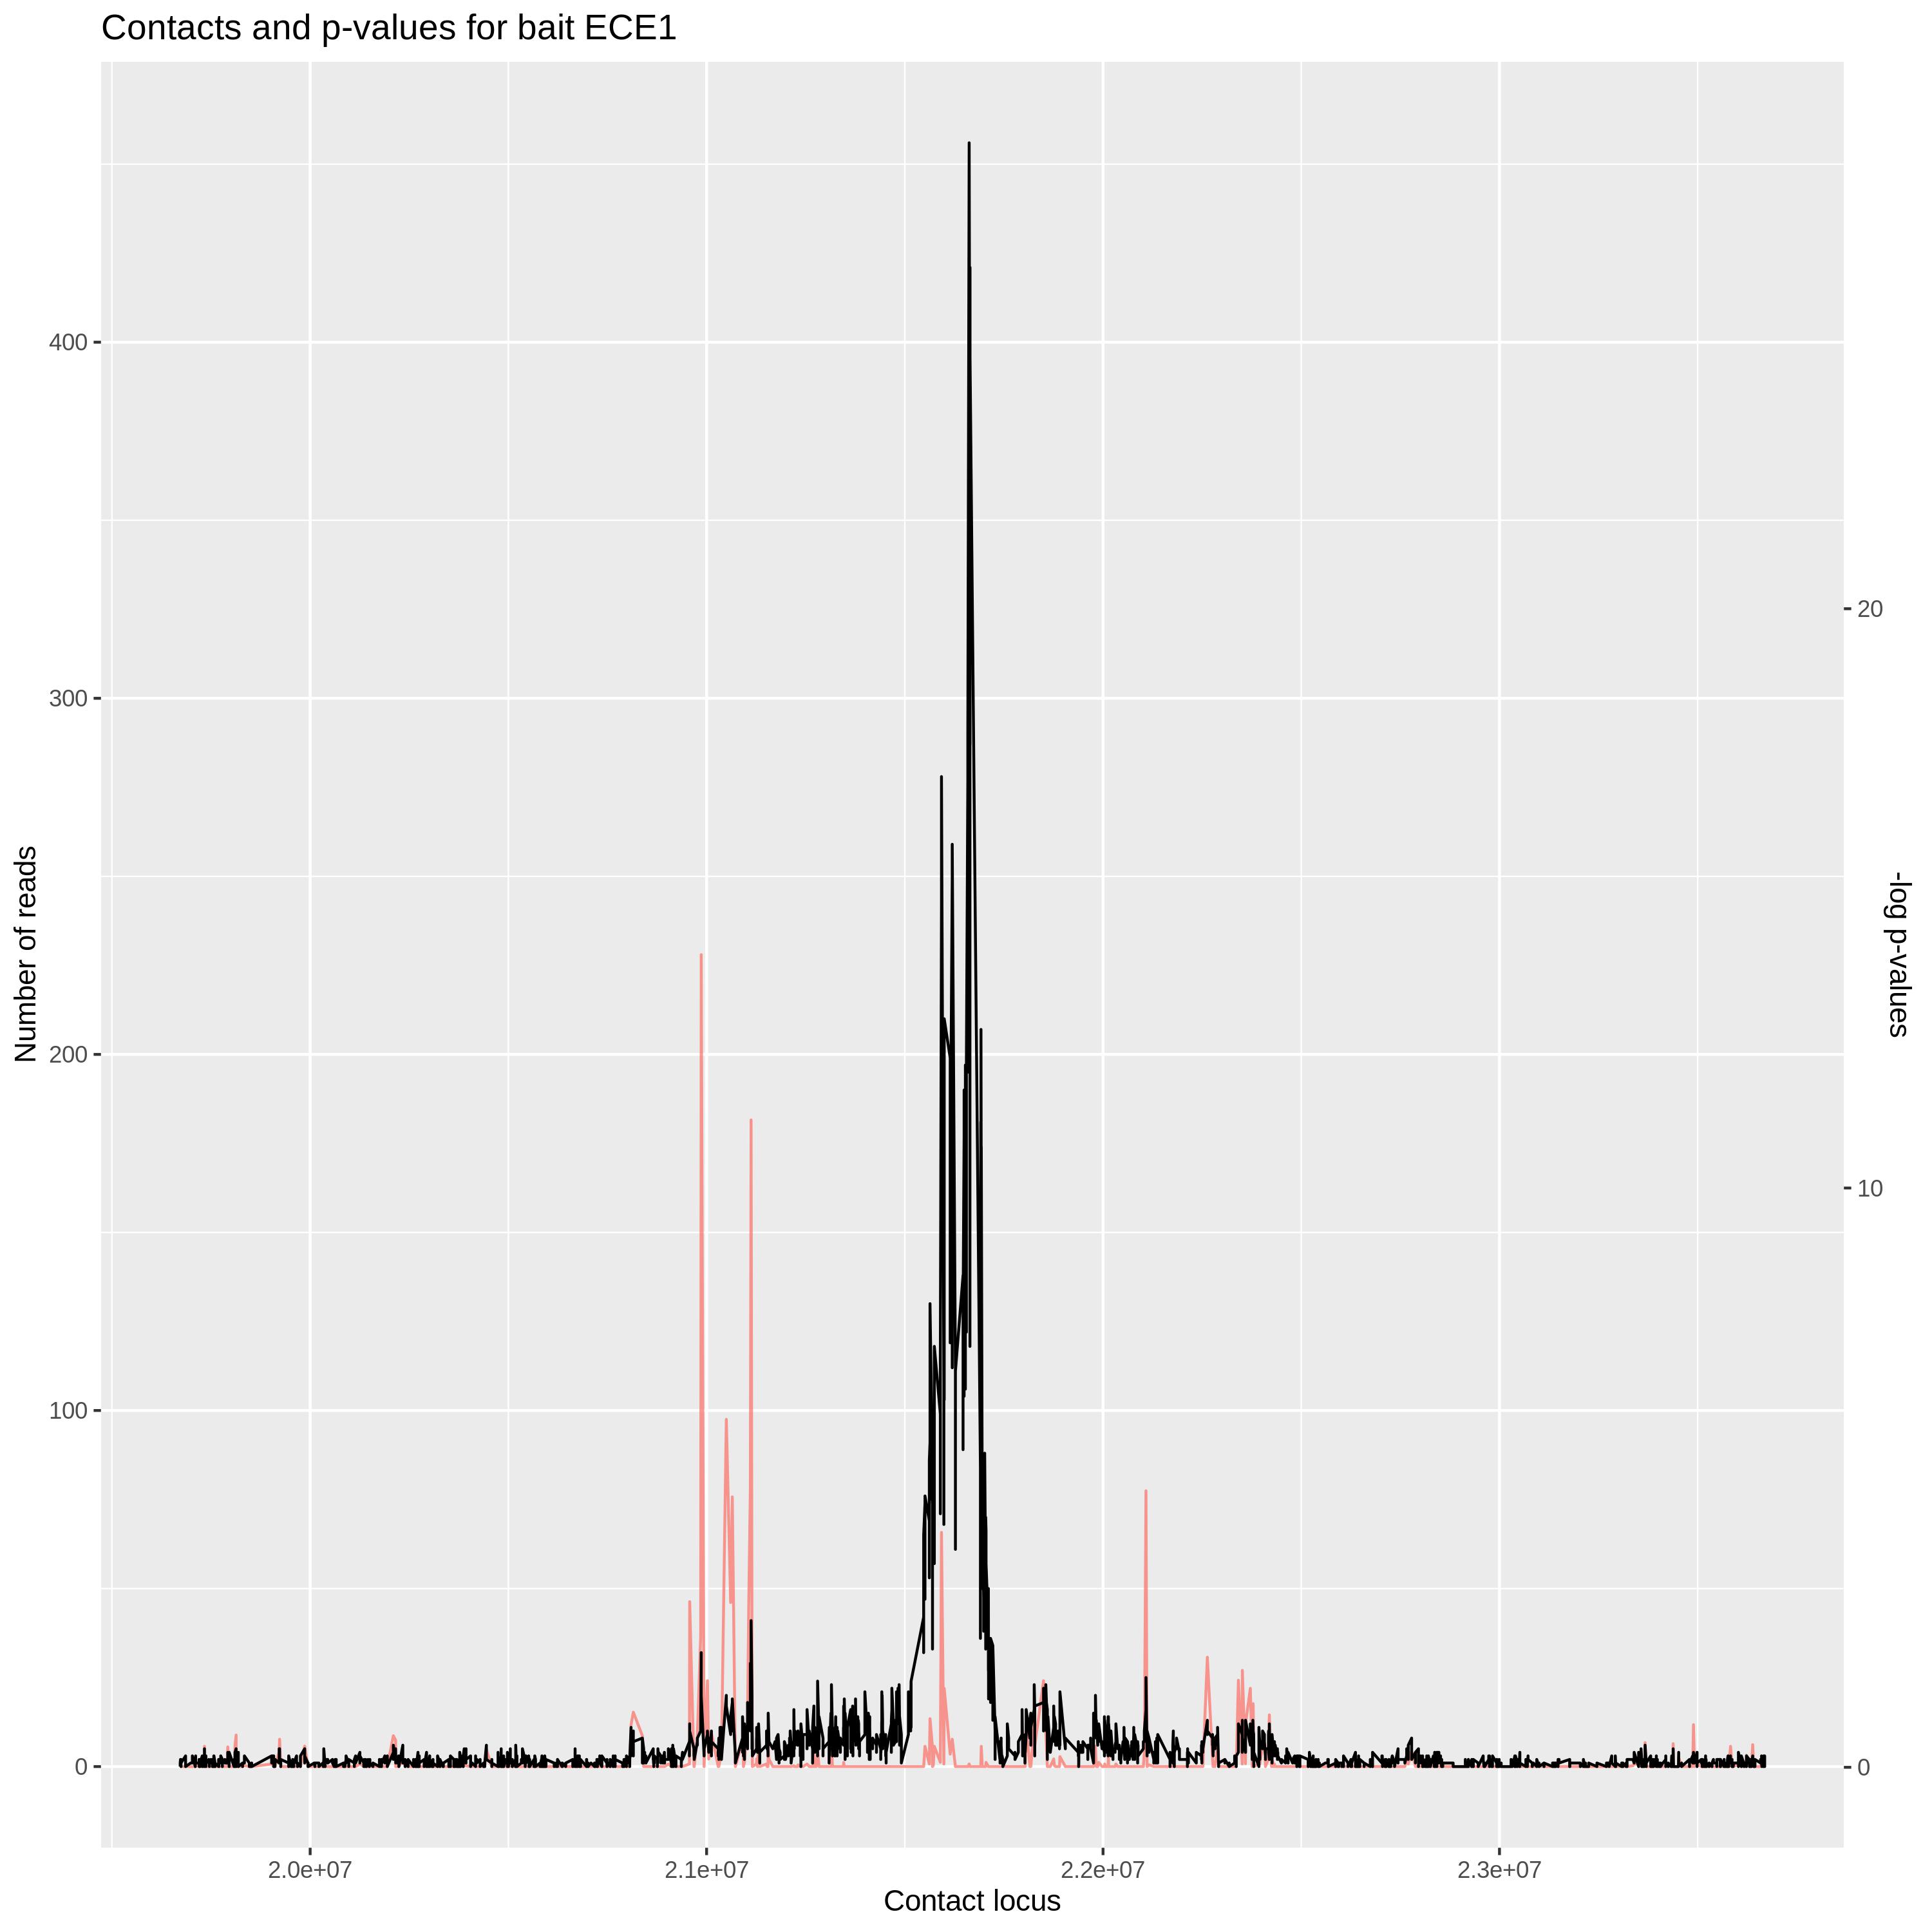 Contacts and p-values for bait ECE1
Number of reads
400
300
200
100
0
20
10
0
-log p-values
2.0e+07 2.1e+07 2.2e+07 2.3e+07
Contact locus